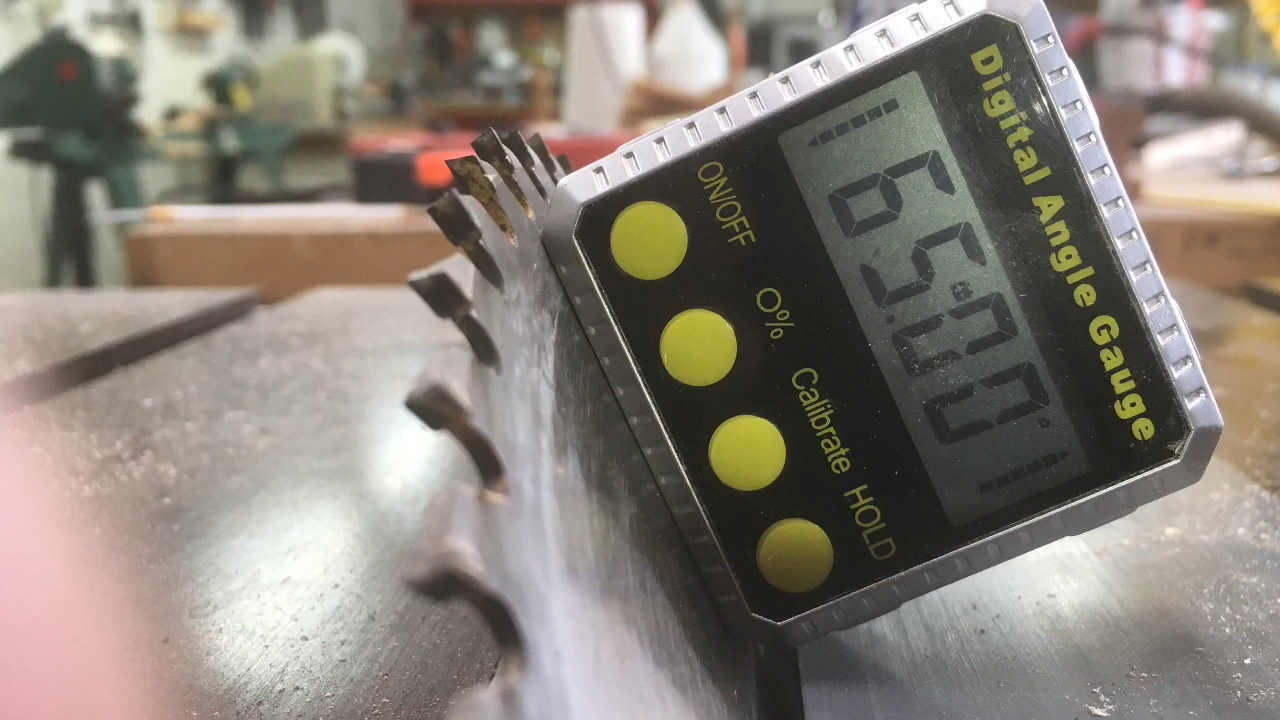 Digital Angle Gauge
65.00°
ON/OFF
0%
Calibrate
HOLD